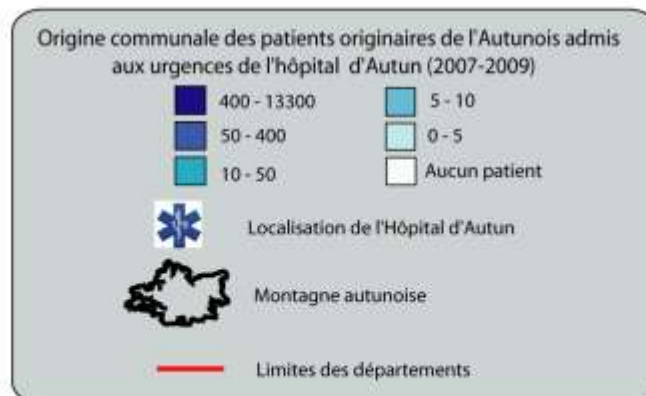 Origine communale des patients originaires de l'Autunois admis
aux urgences de l'hôpital d'Autun (2007-2009)
400 - 13300
5 - 10
50 - 400
0 - 5
10 - 50
Aucun patient
Localisation de l'Hôpital d'Autun
Montagne autunoise
Limites des départements